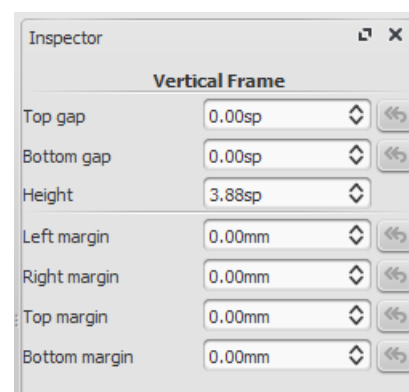 Inspector
Vertical Frame
Top gap 0.00sp
Bottom gap 0.00sp
Height 3.88sp
Left margin 0.00mm
Right margin 0.00mm
Top margin 0.00mm
Bottom margin 0.00mm